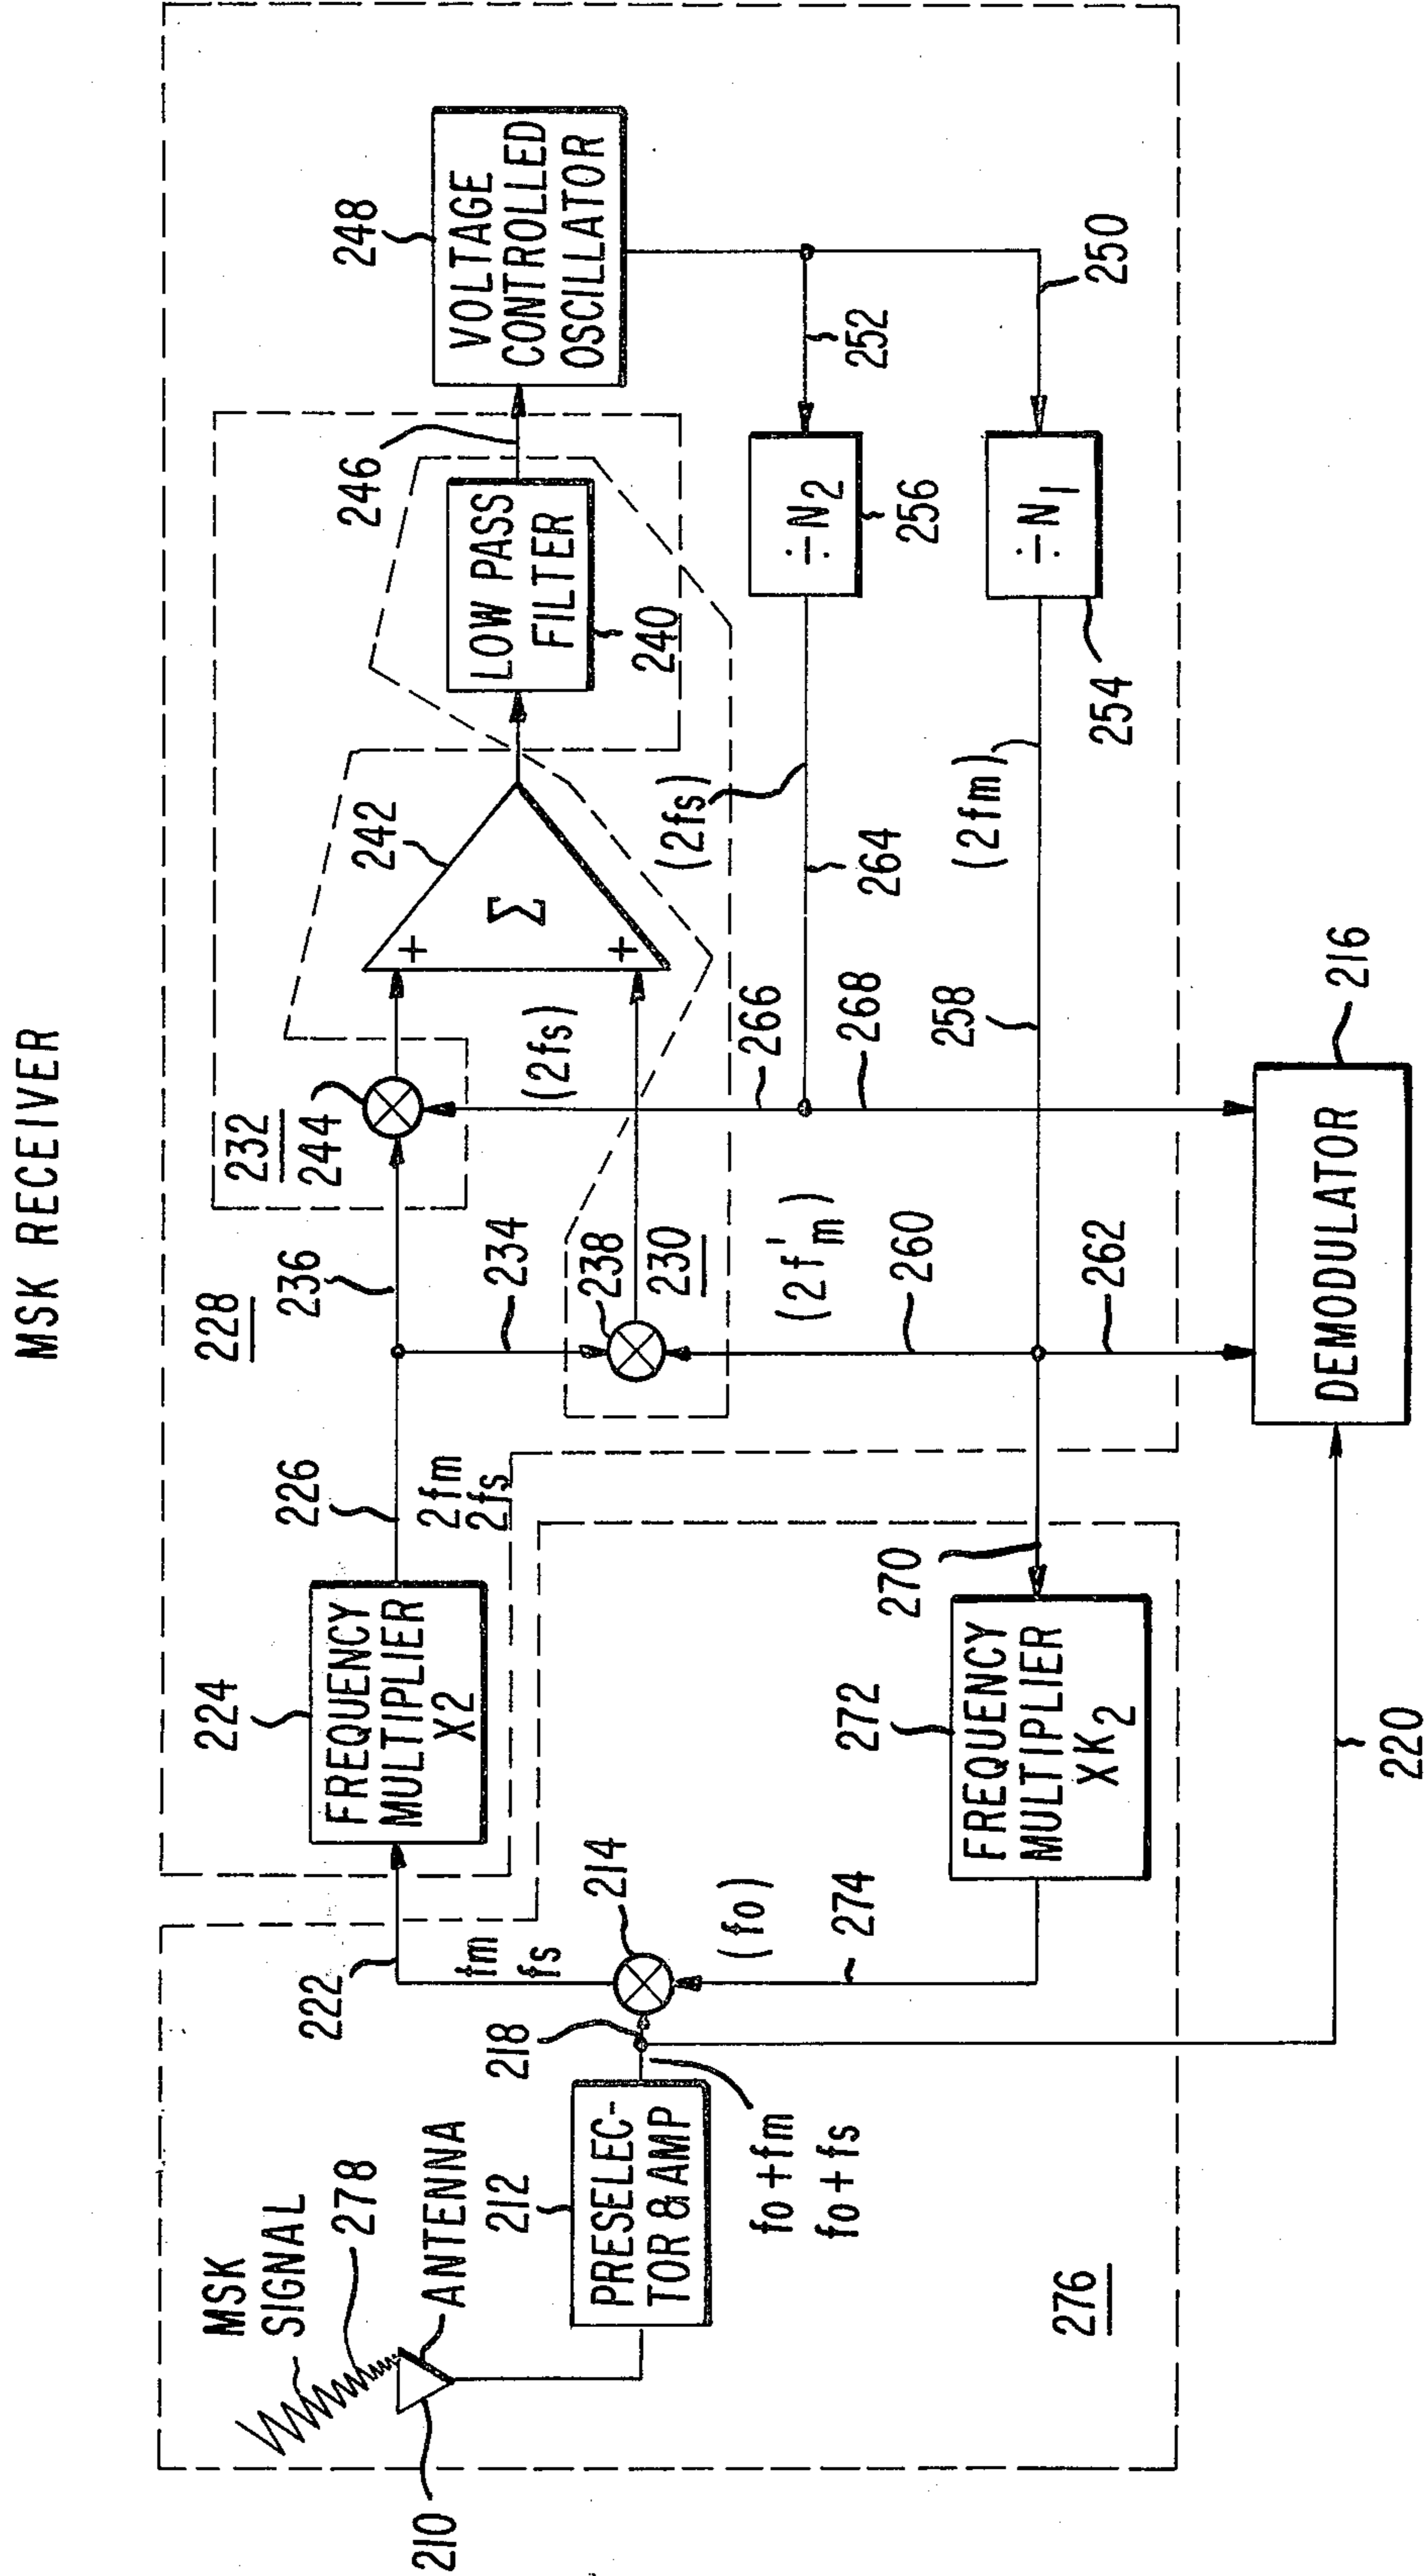 MSK RECEIVER
MSK
SIGNAL
278
ANTENNA
210
212
PRESELEC-
TOR & AMP
fo+fm
fo+fs
276
218
214
222
fm
fs
(fo)
274
220
224
FREQUENCY
MULTIPLIER
X2
272
FREQUENCY
MULTIPLIER
XK2
270
226
2fm
2fs
228
236
234
238
230
(2f'm)
260
262
232
244
(2fs)
266
268
258
DEMODULATOR
216
242
+
Σ
+
(2fs)
264
(2fm)
254
246
LOW PASS
FILTER
240
÷N2
256
÷N1
248
VOLTAGE
CONTROLLED
OSCILLATOR
252
250